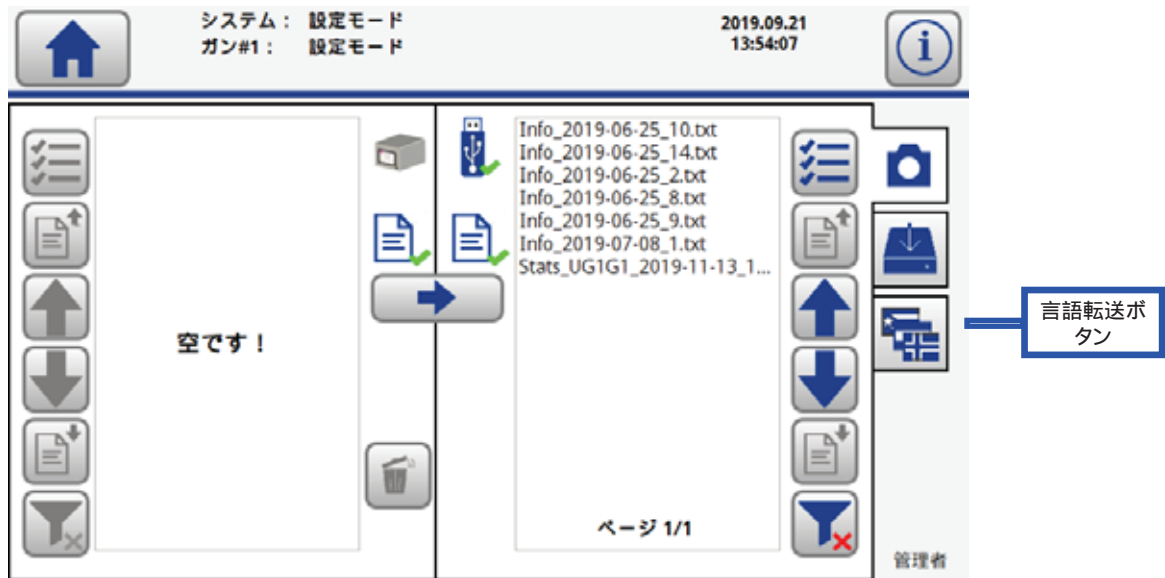 システム： 設定モード
ガン#1： 設定モード
2019.09.21
13:54:07
空です！
Info_2019-06-25_10.txt
Info_2019-06-25_14.txt
Info_2019-06-25_2.txt
Info_2019-06-25_8.txt
Info_2019-06-25_9.txt
Info_2019-07-08_1.txt
Stats_UG1G1_2019-11-13_1...
ページ 1/1
管理者
言語転送ボ
タン